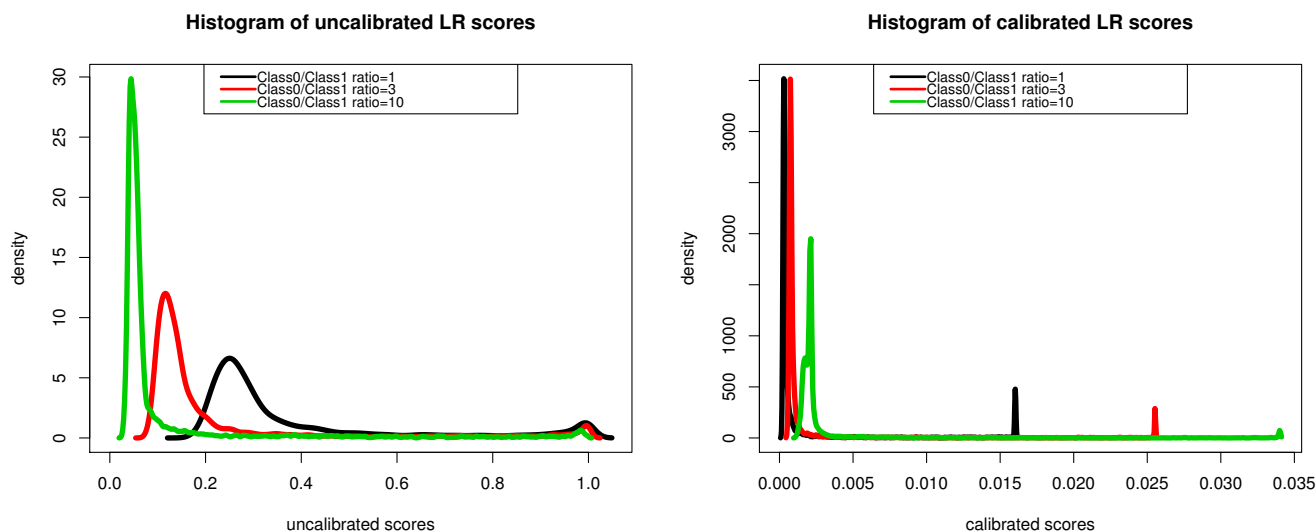 Histogram of uncalibrated LR scores
Class0/Class1 ratio=1
Class0/Class1 ratio=3
Class0/Class1 ratio=10
density
30
25
20
15
10
5
0
0.0 0.2 0.4 0.6 0.8 1.0
uncalibrated scores
Histogram of calibrated LR scores
Class0/Class1 ratio=1
Class0/Class1 ratio=3
Class0/Class1 ratio=10
density
3000
2000
1000
500
0
0.000 0.005 0.010 0.015 0.020 0.025 0.030 0.035
calibrated scores